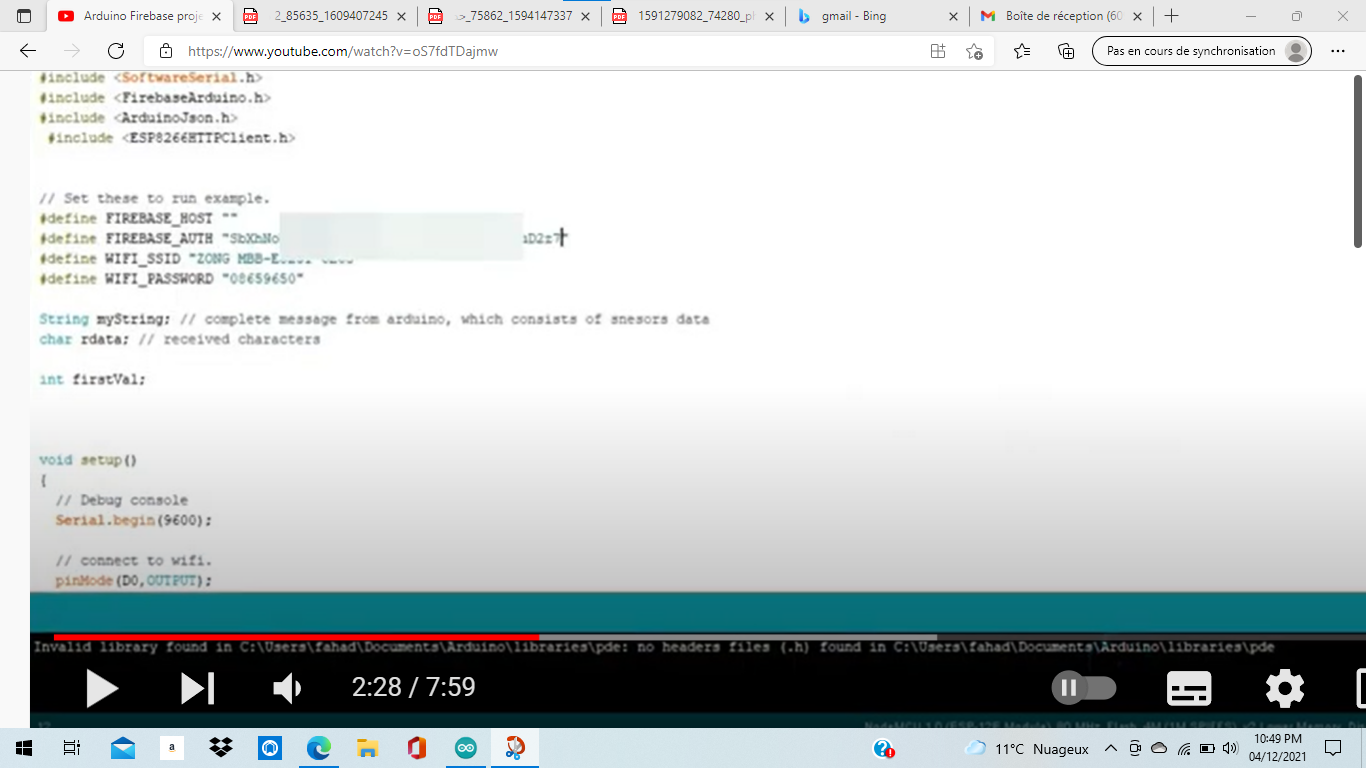 Arduino Firebase proje
2_85635_1609407245
_75862_1594147337
1591279082_74280_p
gmail - Bing
Boîte de réception (60
https://www.youtube.com/watch?v=oS7fdTDajmw
Pas en cours de synchronisation
#include <SoftwareSerial.h>
#include <FirebaseArduino.h>
#include <ArduinoJson.h>
#include <ESP8266HTTPClient.h>
// Set these to run example.
#define FIREBASE_HOST ""
#define FIREBASE_AUTH "SbXhNo D2z7"
#define WIFI_SSID "ZONG MBB-
#define WIFI_PASSWORD "08659650"
String myString; // complete message from arduino, which consists of snesors data
char rdata; // received characters
int firstVal;
void setup()
{
// Debug console
Serial.begin(9600);
// connect to wifi.
pinMode(D0,OUTPUT);
Invalid library found in C:\Users\fahad\Documents\Arduino\libraries\pde: no headers files (.h) found in C:\Users\fahad\Documents\Arduino\libraries\pde
2:28 / 7:59
11°C Nuageux
10:49 PM
04/12/2021